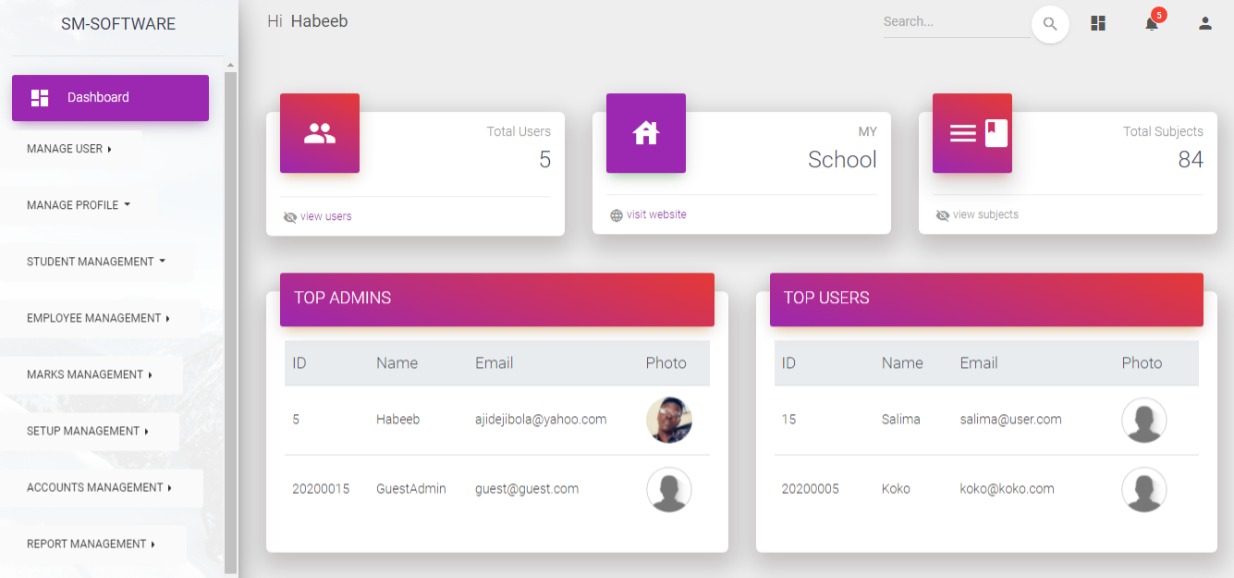 SM-SOFTWARE
Hi Habeeb
Search...
5
Dashboard
MANAGE USER
MANAGE PROFILE
STUDENT MANAGEMENT
EMPLOYEE MANAGEMENT
MARKS MANAGEMENT
SETUP MANAGEMENT
ACCOUNTS MANAGEMENT
REPORT MANAGEMENT
Total Users
5
view users
MY
School
visit website
Total Subjects
84
view subjects
TOP ADMINS
ID Name Email Photo
5 Habeeb ajidejibola@yahoo.com
20200015 GuestAdmin guest@guest.com
TOP USERS
ID Name Email Photo
15 Salima salima@user.com
20200005 Koko koko@koko.com